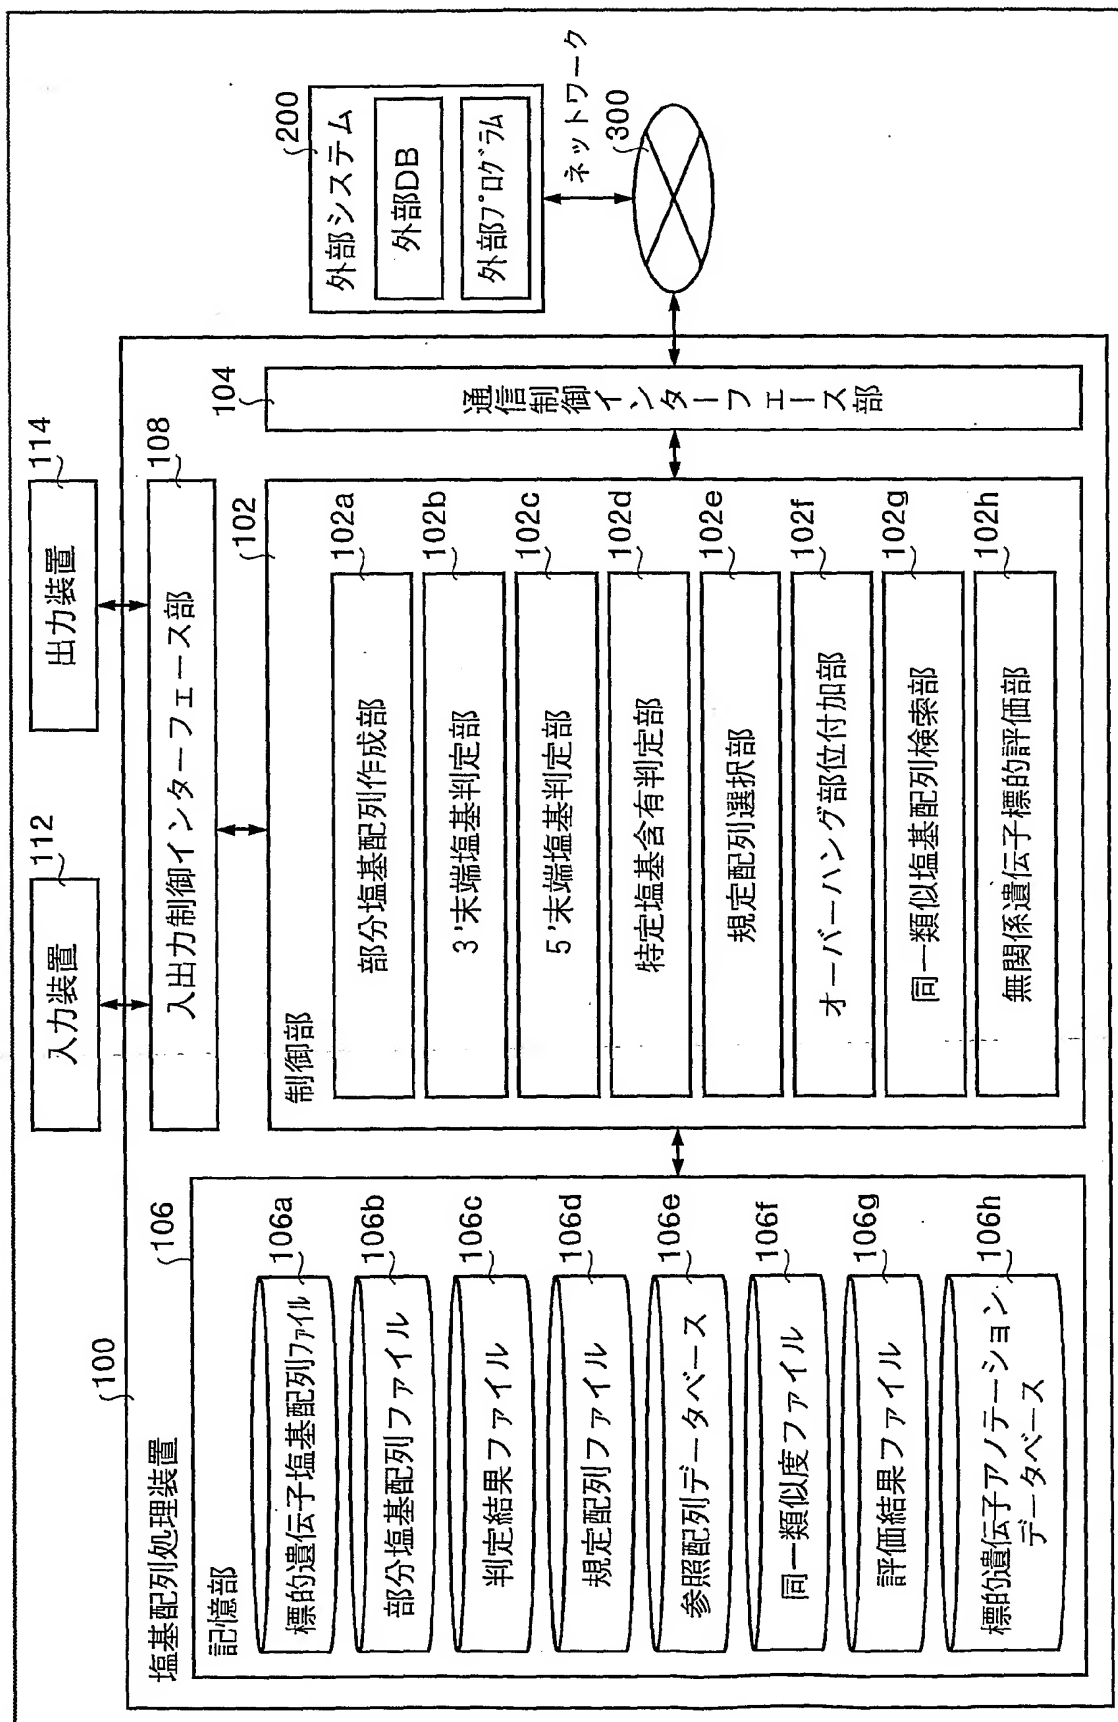 塩基配列処理装置
100
記憶部
106
標的遺伝子塩基配列ファイル
106a
部分塩基配列ファイル
106b
判定結果ファイル
106c
規定配列ファイル
106d
参照配列データベース
106e
同一類似度ファイル
106f
評価結果ファイル
106g
標的遺伝子アノテーション
データベース
106h
入力装置
112
出力装置
114
入出力制御インターフェース部
108
制御部
102
部分塩基配列作成部
102a
3'末端塩基判定部
102b
5'末端塩基判定部
102c
特定塩基含有判定部
102d
規定配列選択部
102e
オーバーハング部位付加部
102f
同一類似塩基配列検索部
102g
無関係遺伝子標的評価部
102h
通信制御インターフェース部
104
外部システム
200
外部DB
外部プログラム
ネットワーク
300